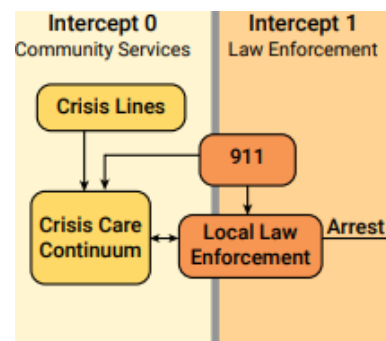 Intercept 0
Community Services
Intercept 1
Law Enforcement
Crisis Lines
911
Crisis Care
Continuum
Local Law
Enforcement
Arrest